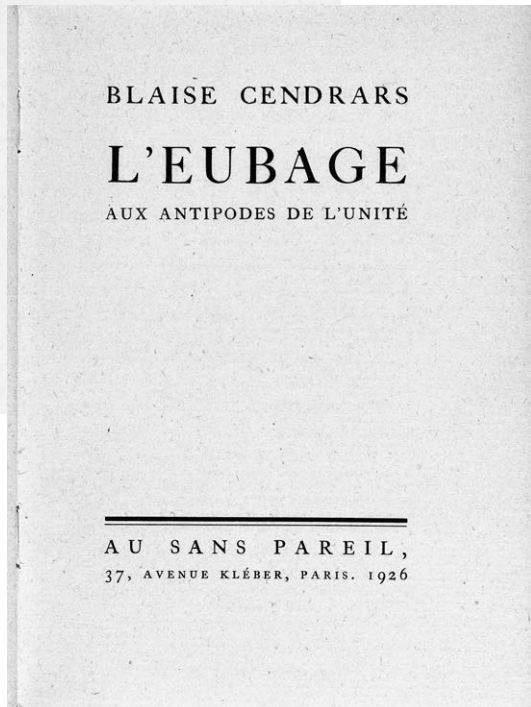 BLAISE CENDRARS
L'EUBAGE
AUX ANTIPODES DE L'UNITÉ
AU SANS PAREIL,
37, AVENUE KLÉBER, PARIS. 1926